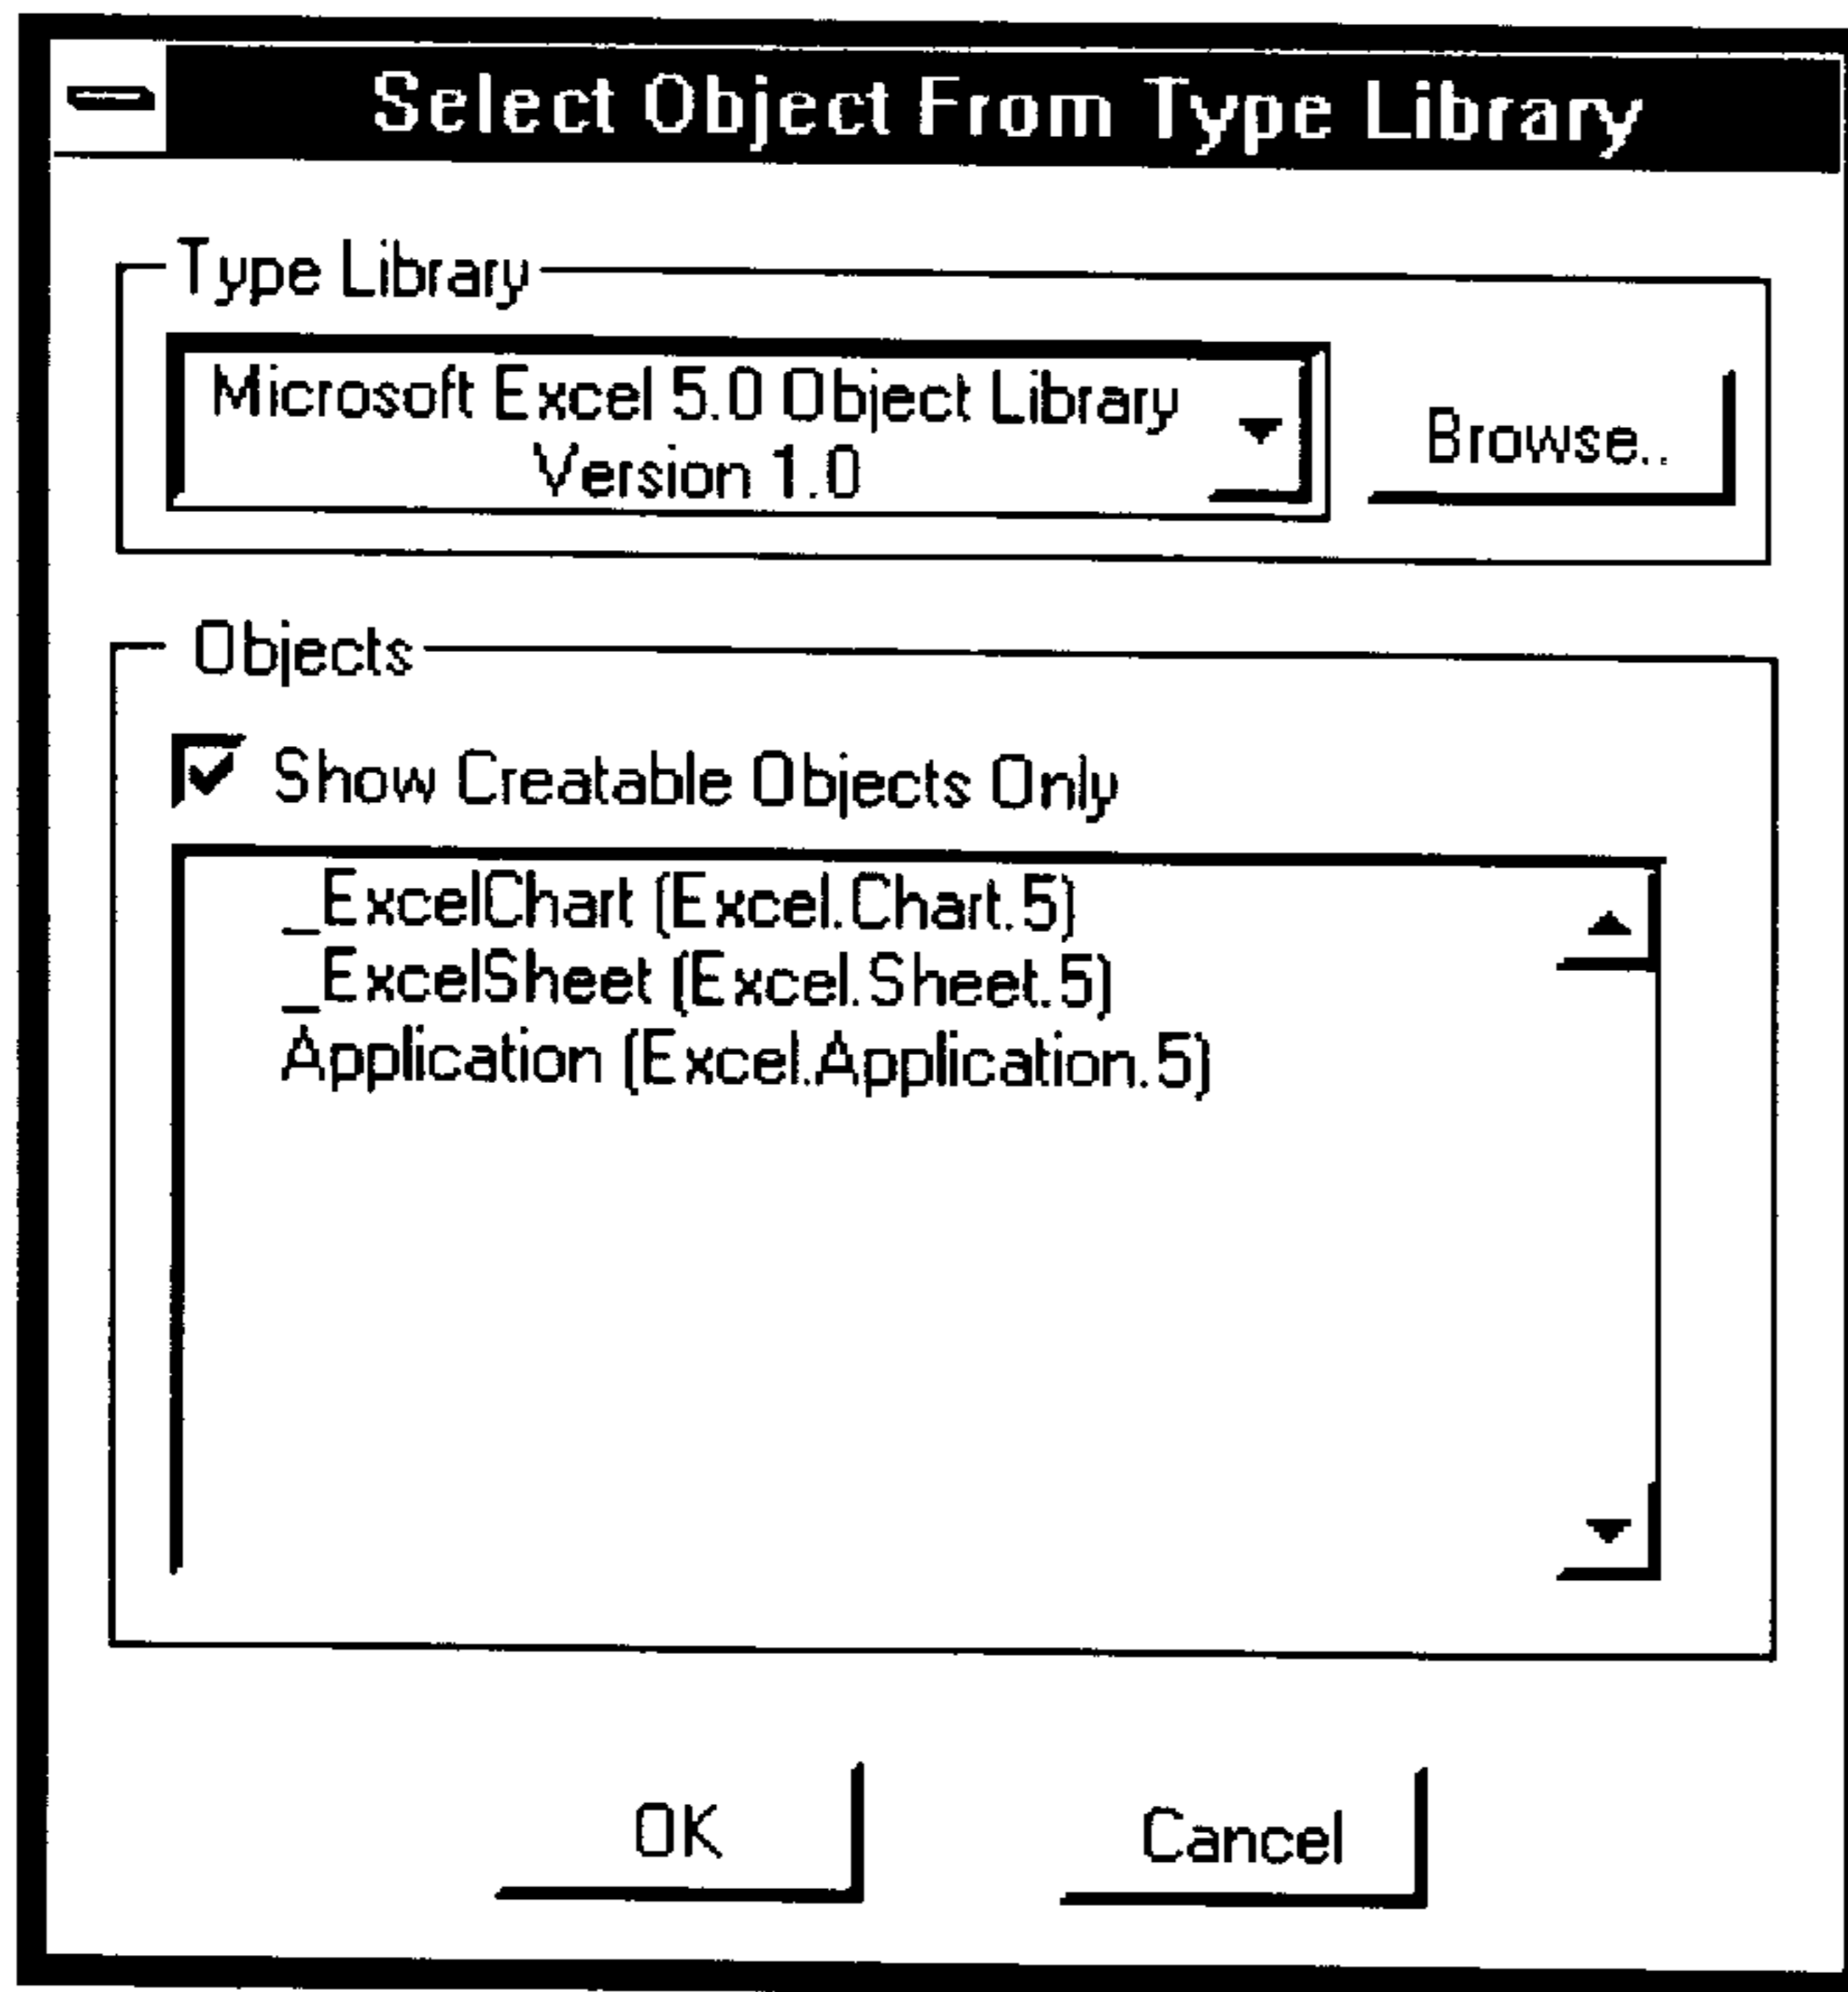 Select Object From Type Library
Type Library
Microsoft Excel 5.0 Object Library
Version 1.0
Browse..
Objects
Show Creatable Objects Only
_ExcelChart (Excel.Chart.5)
_ExcelSheet (Excel.Sheet.5)
Application (Excel.Application.5)
OK
Cancel